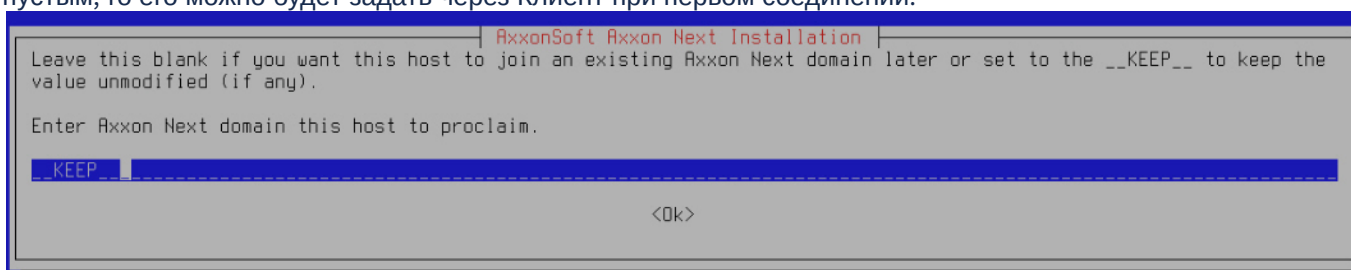 пустым, то его можно будет задать через Клиент при первом соединении.
AxxonSoft Axxon Next Installation
Leave this blank if you want this host to join an existing Axxon Next domain later or set to the __KEEP__ to keep the
value unmodified (if any).
Enter Axxon Next domain this host to proclaim.
__KEEP__
<Ok>